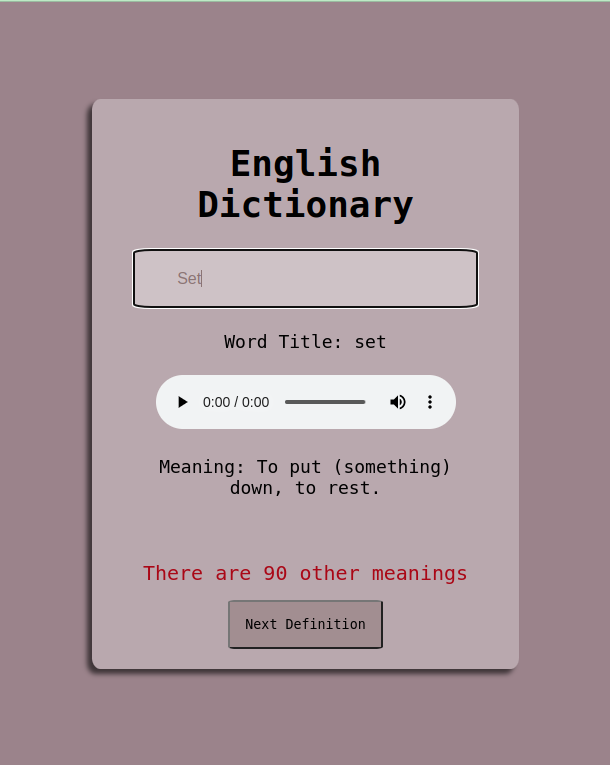 English
Dictionary
Set
Word Title: set
0:00 / 0:00
Meaning: To put (something)
down, to rest.
There are 90 other meanings
Next Definition